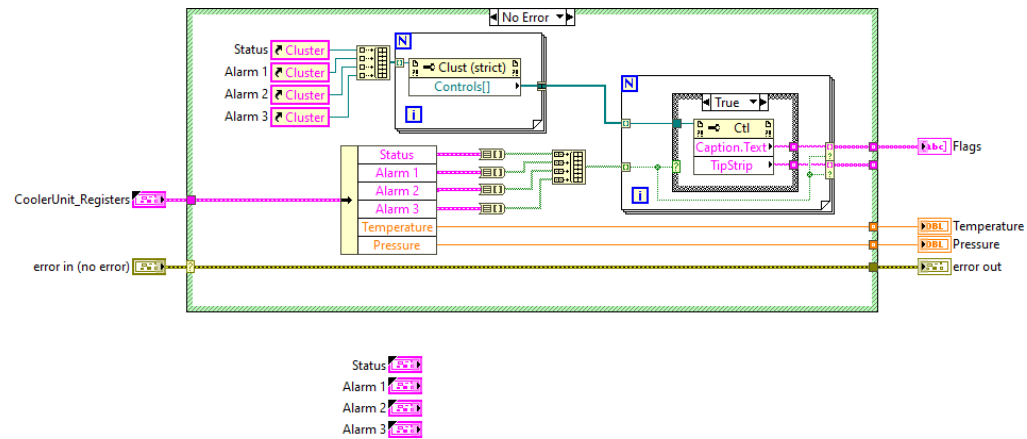 No Error
Status Cluster
Alarm 1 Cluster
Alarm 2 Cluster
Alarm 3 Cluster
N
Clust (strict)
Controls[]
i
N
True
Ctl
Caption.Text
TipStrip
i
Abc Flags
Status
Alarm 1
Alarm 2
Alarm 3
Temperature
Pressure
CoolerUnit_Registers
DBL Temperature
DBL Pressure
error in (no error)
error out
Status
Alarm 1
Alarm 2
Alarm 3